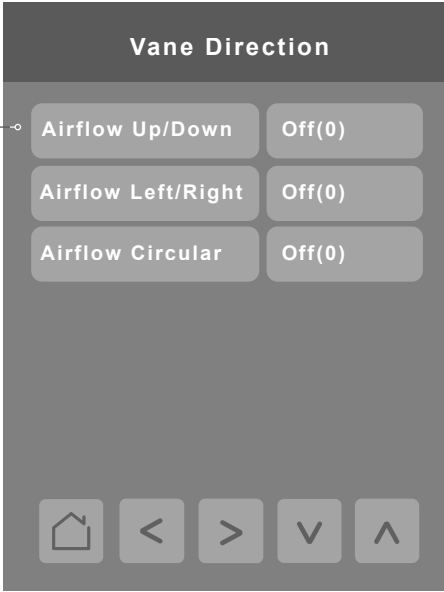 Vane Direction
Airflow Up/Down Off(0)
Airflow Left/Right Off(0)
Airflow Circular Off(0)